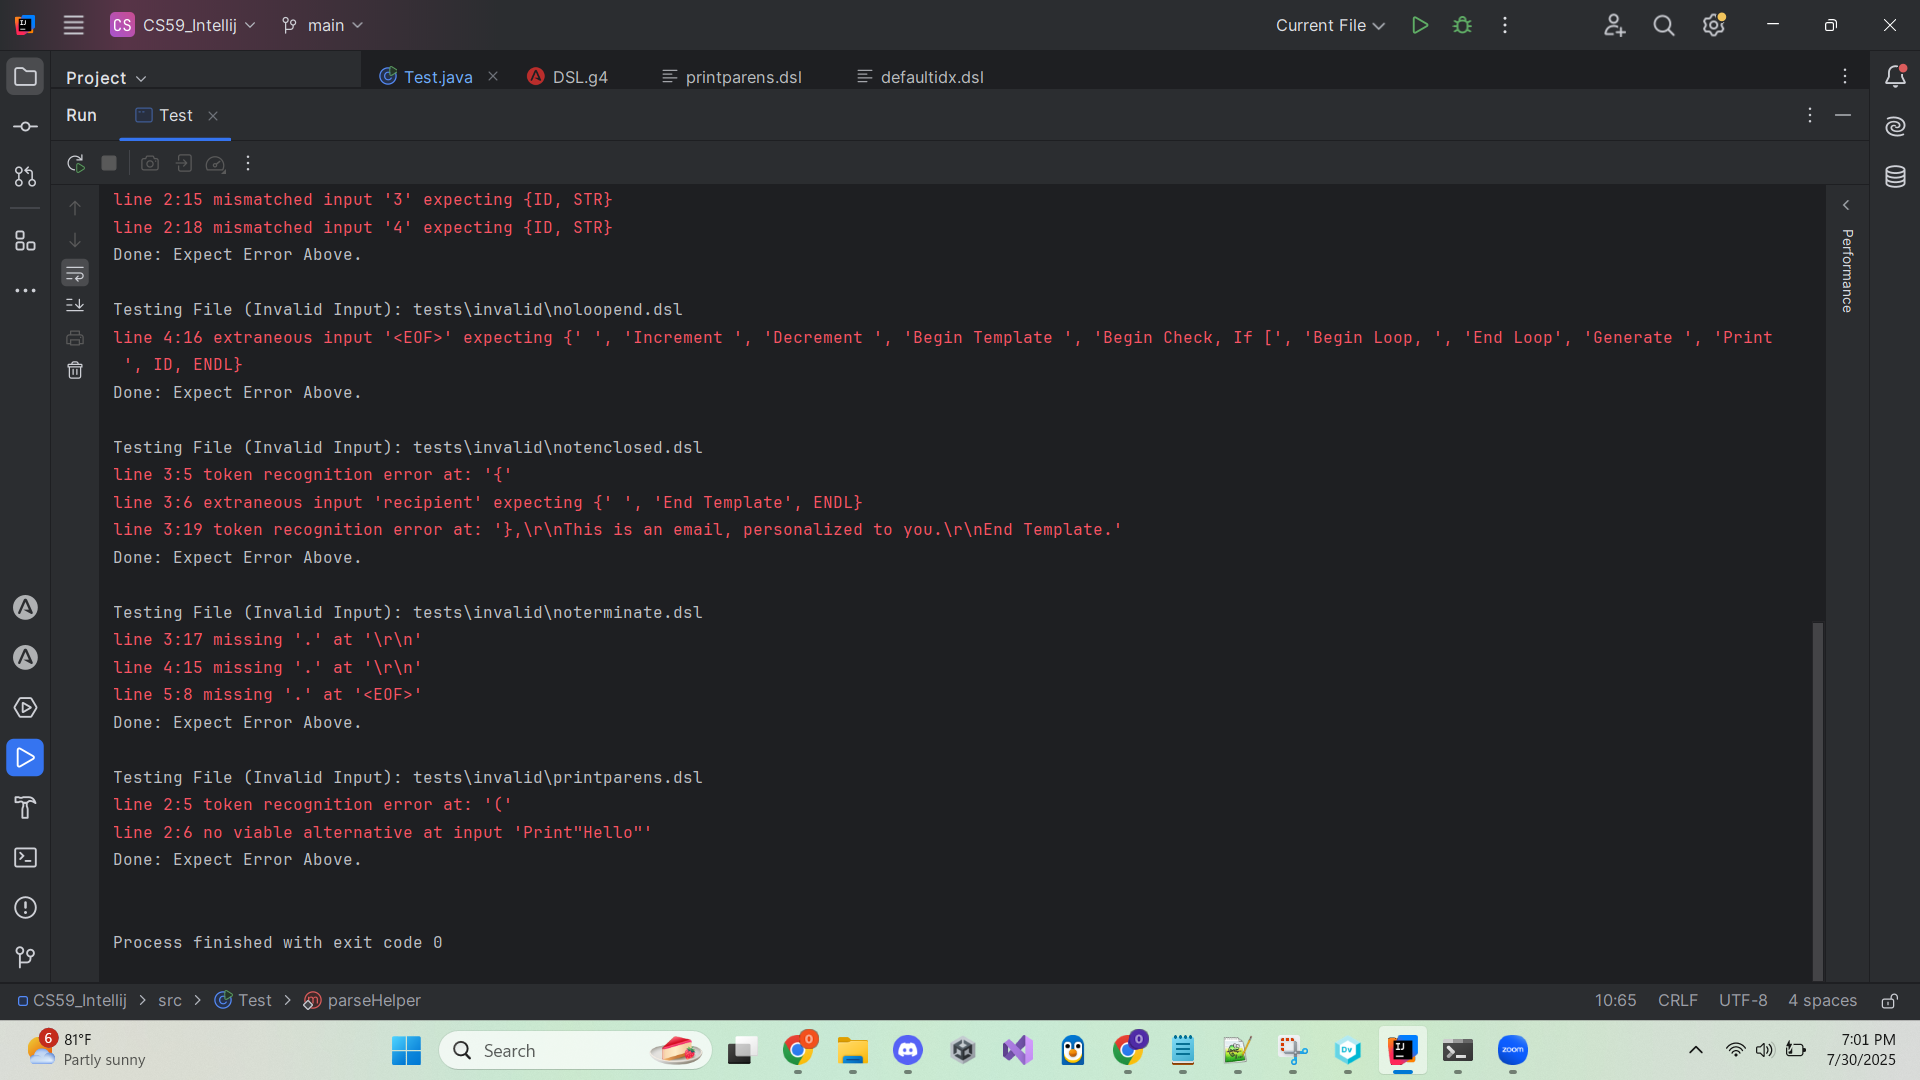 CS CS59_Intellij main Current File
Project Test.java DSL.g4 printparens.dsl defaultidx.dsl
Run Test
line 2:15 mismatched input '3' expecting {ID, STR}
line 2:18 mismatched input '4' expecting {ID, STR}
Done: Expect Error Above.
Testing File (Invalid Input): tests\invalid\noloopend.dsl
line 4:16 extraneous input '<EOF>' expecting {' ', 'Increment ', 'Decrement ', 'Begin Template ', 'Begin Check, If [', 'Begin Loop, ', 'End Loop', 'Generate ', 'Print
 ', ID, ENDL}
Done: Expect Error Above.
Testing File (Invalid Input): tests\invalid\notenclosed.dsl
line 3:5 token recognition error at: '{'
line 3:6 extraneous input 'recipient' expecting {' ', 'End Template', ENDL}
line 3:19 token recognition error at: '},\r\nThis is an email, personalized to you.\r\nEnd Template.'
Done: Expect Error Above.
Testing File (Invalid Input): tests\invalid\noterminate.dsl
line 3:17 missing '.' at '\r\n'
line 4:15 missing '.' at '\r\n'
line 5:8 missing '.' at '<EOF>'
Done: Expect Error Above.
Testing File (Invalid Input): tests\invalid\printparens.dsl
line 2:5 token recognition error at: '('
line 2:6 no viable alternative at input 'Print"Hello"'
Done: Expect Error Above.
Process finished with exit code 0
Performance
CS59_Intellij > src > Test > parseHelper 10:65 CRLF UTF-8 4 spaces
6 81°F
Partly sunny
Search
0
0
Dv
zoom
7:01 PM
7/30/2025